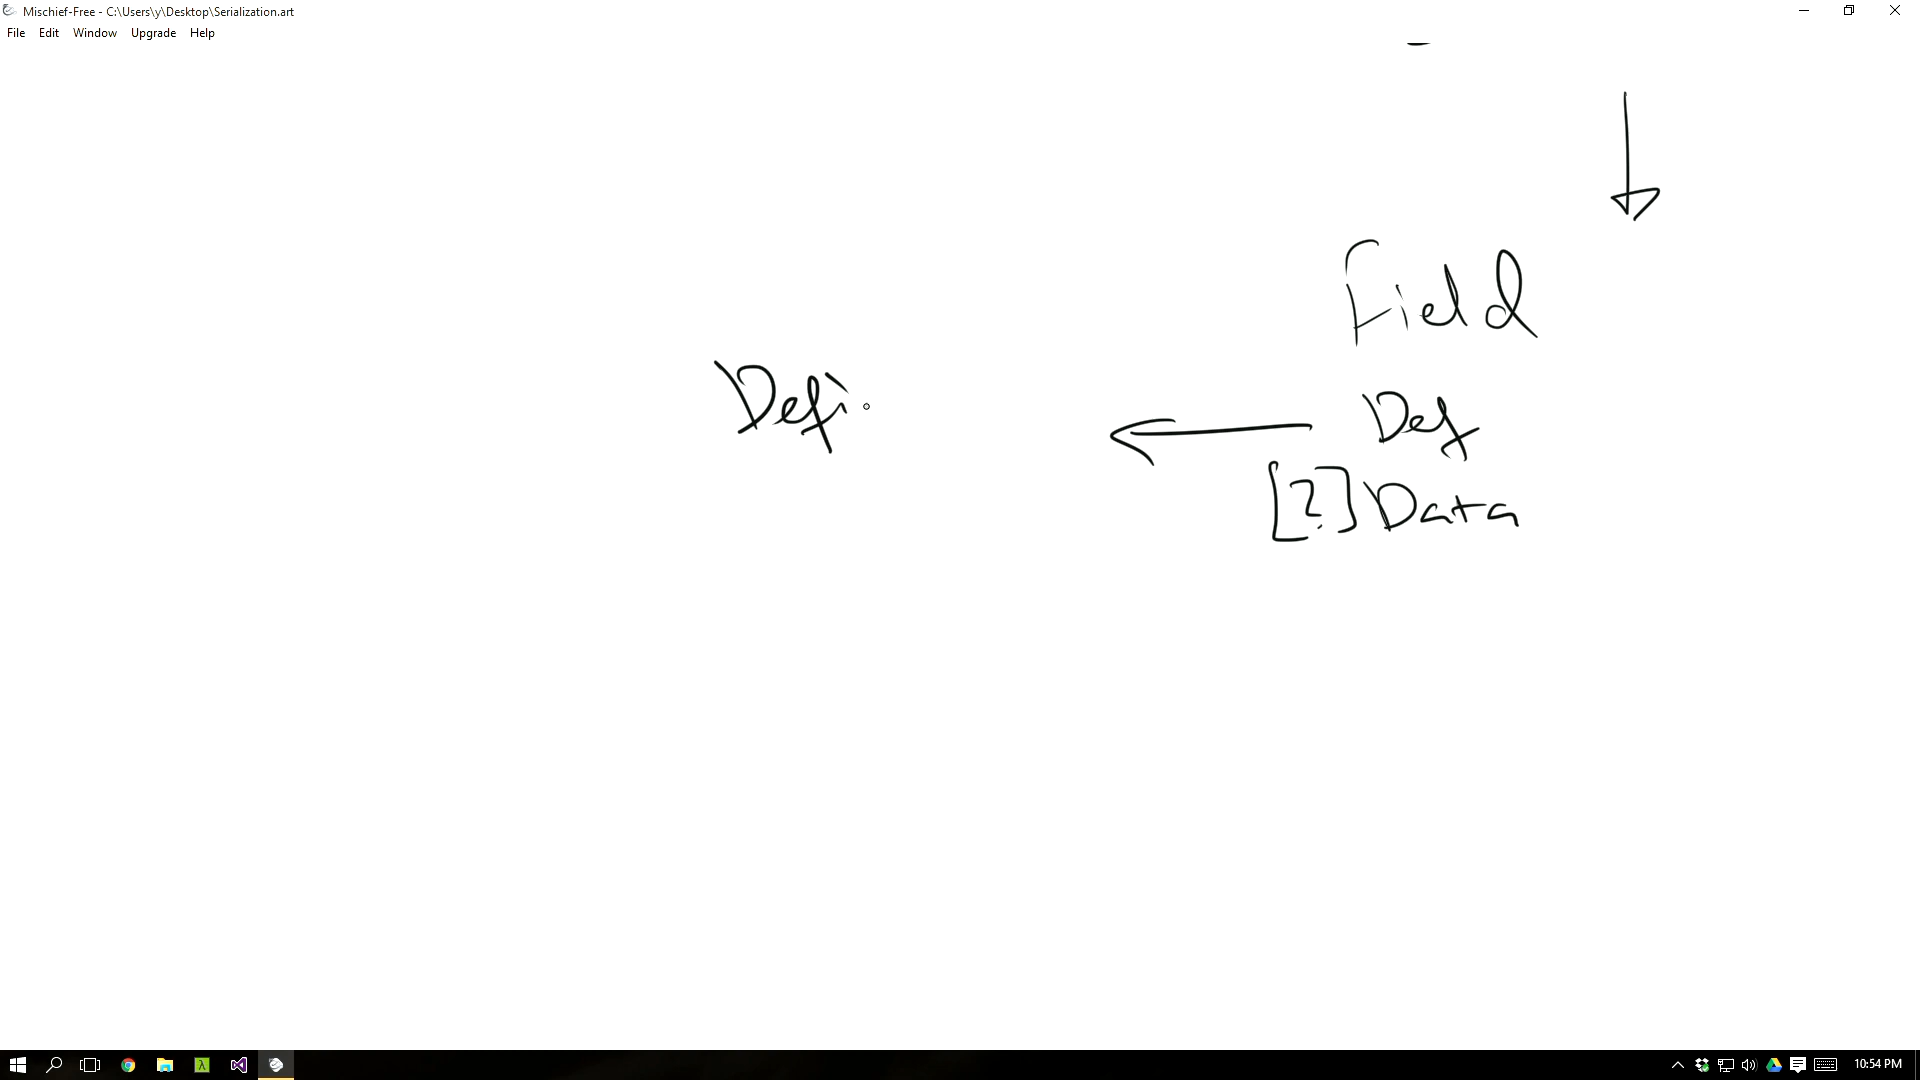 Mischief-Free - C:\Users\y\Desktop\Serialization.art
File Edit Window Upgrade Help
Field
Defi
Def
[?] Data
10:54 PM